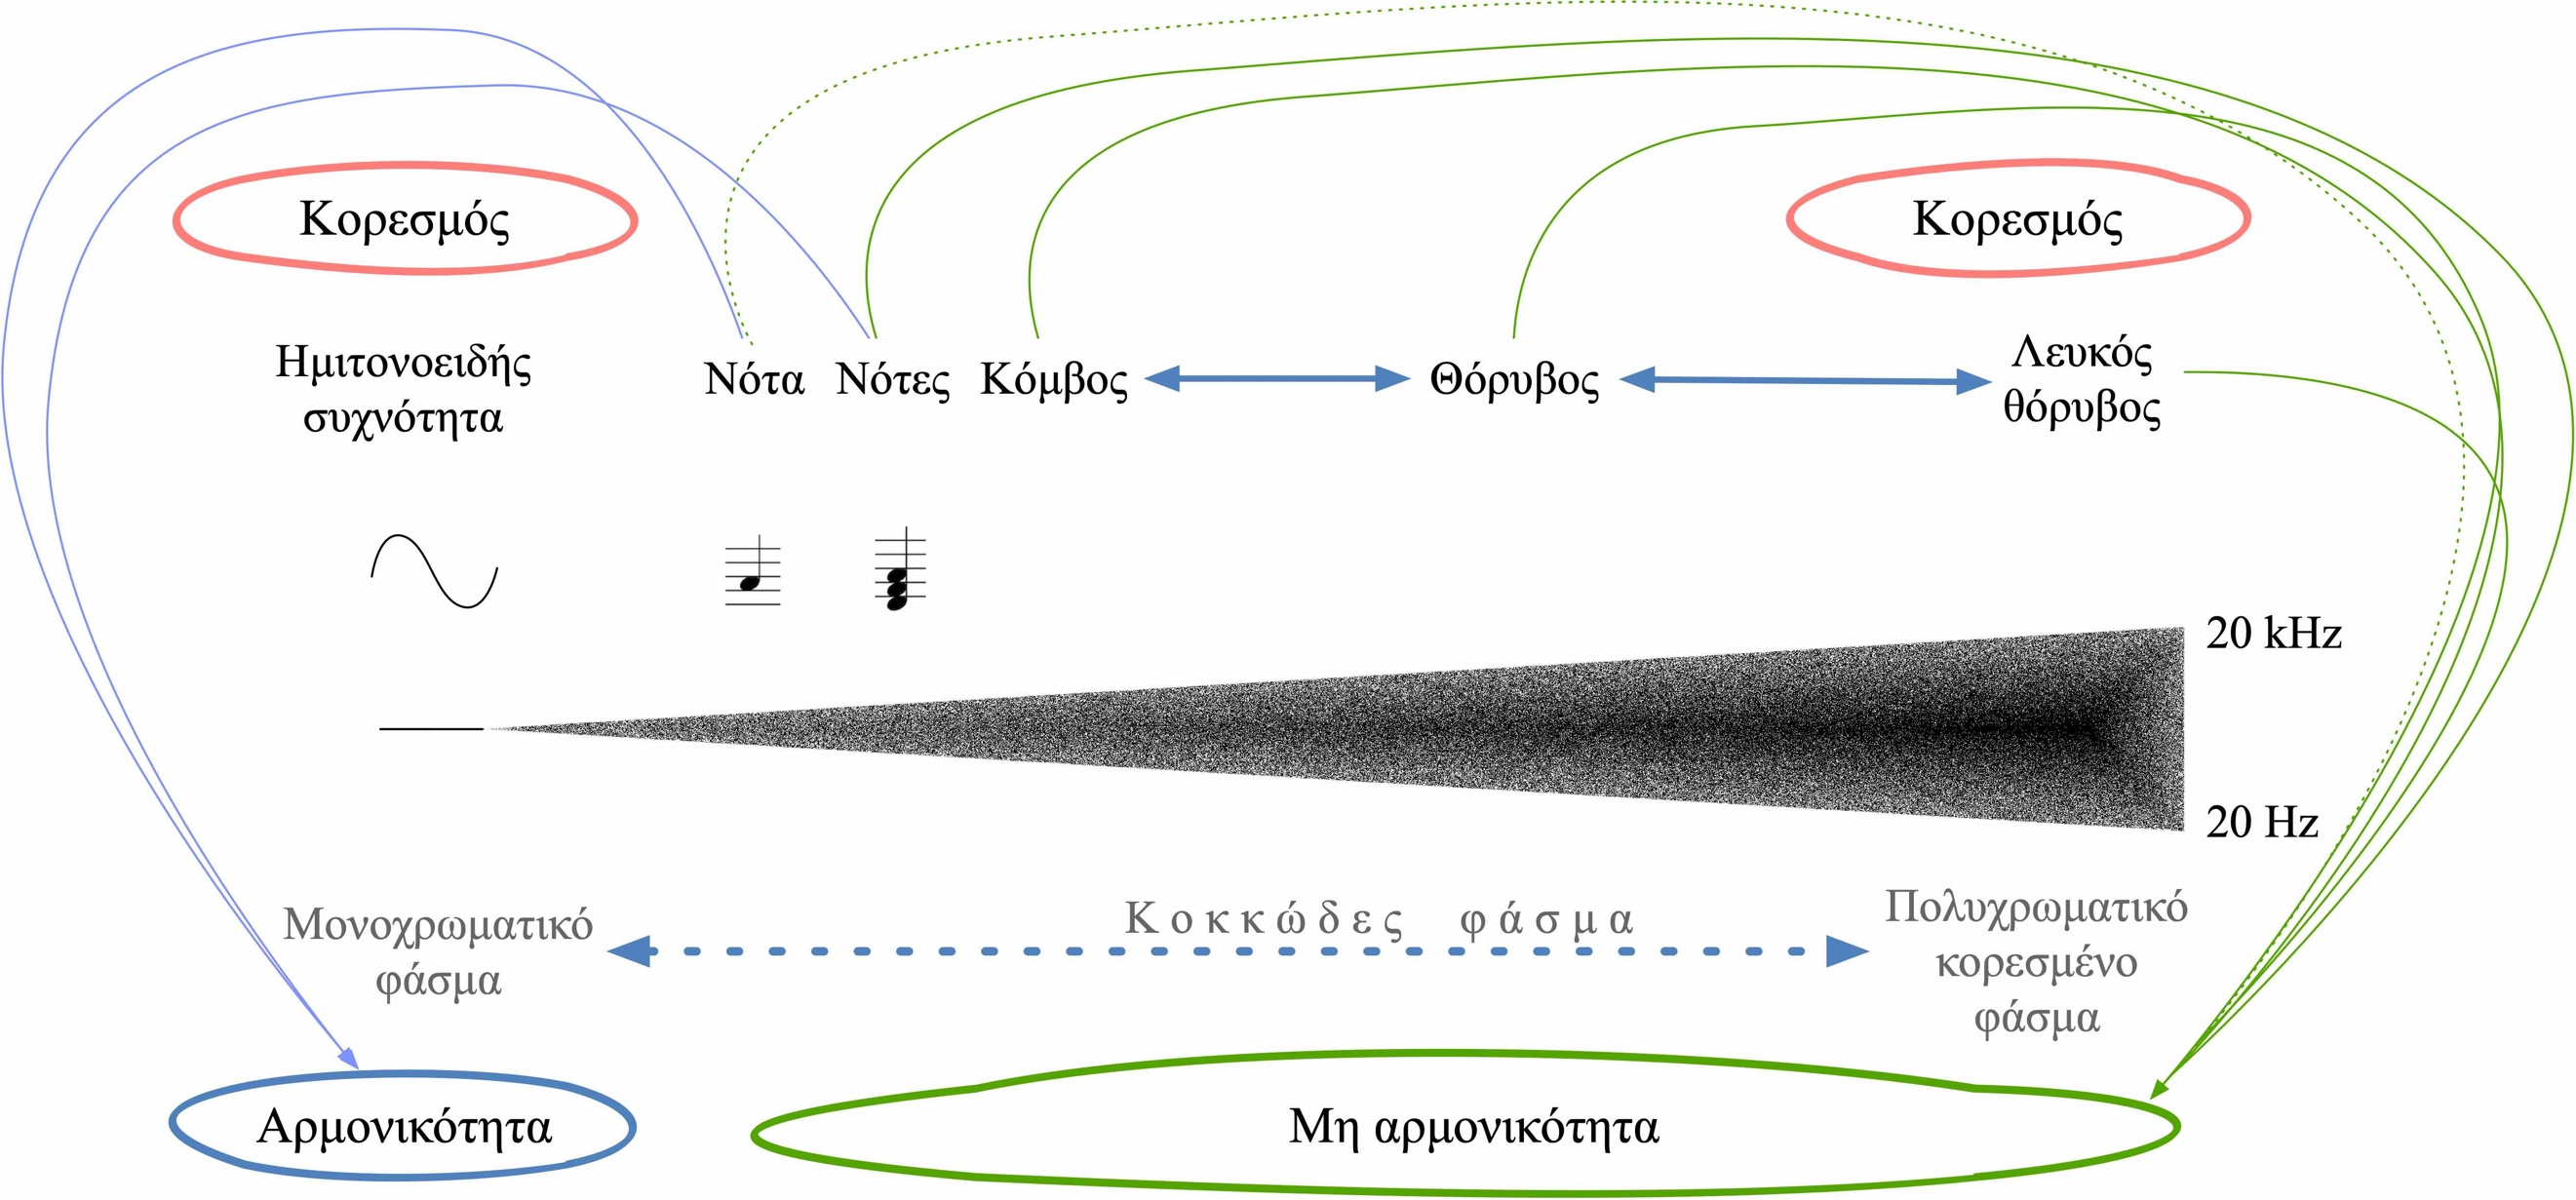 Κορεσμός
Κορεσμός
Ημιτονοειδής
συχνότητα
Νότα
Νότες
Κόμβος
Θόρυβος
Λευκός
θόρυβος
20 kHz
20 Hz
Μονοχρωματικό
φάσμα
Κοκκώδες φάσμα
Πολυχρωματικό
κορεσμένο
φάσμα
Αρμονικότητα
Μη αρμονικότητα